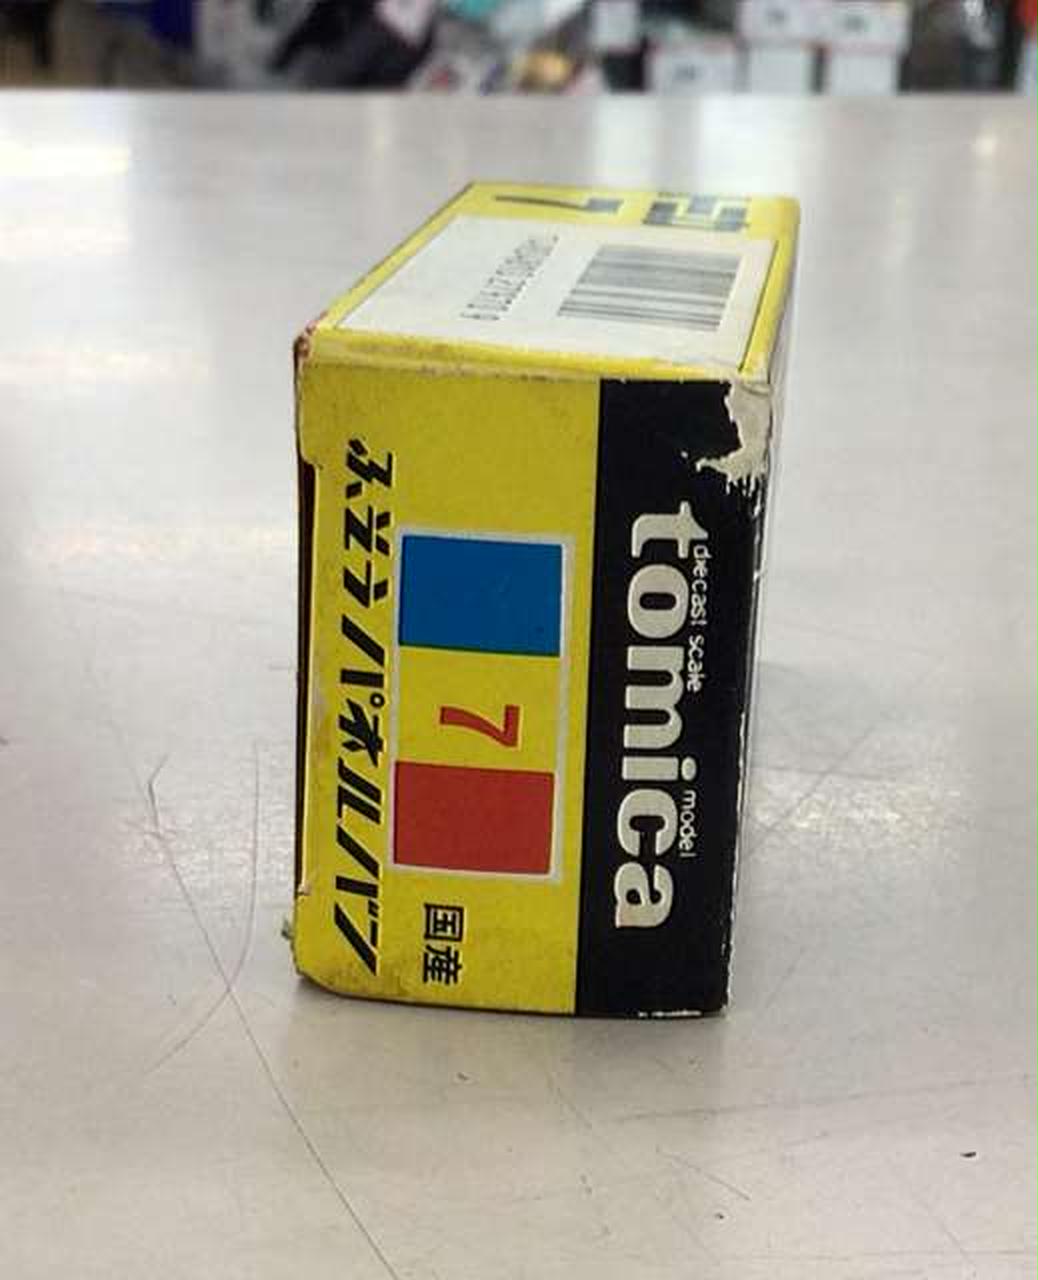 tomica
diecast scale model
7
国産
ふそうパネルバン
7